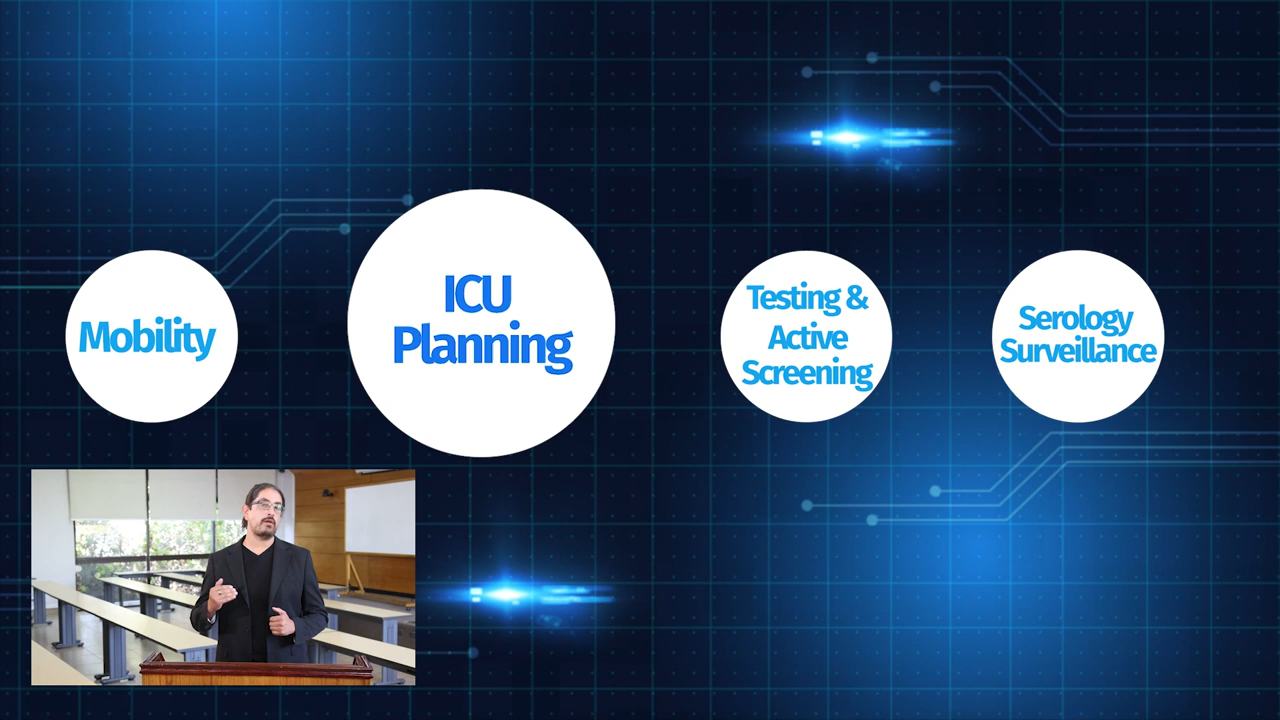 Mobility
ICU
Planning
Testing &
Active
Screening
Serology
Surveillance